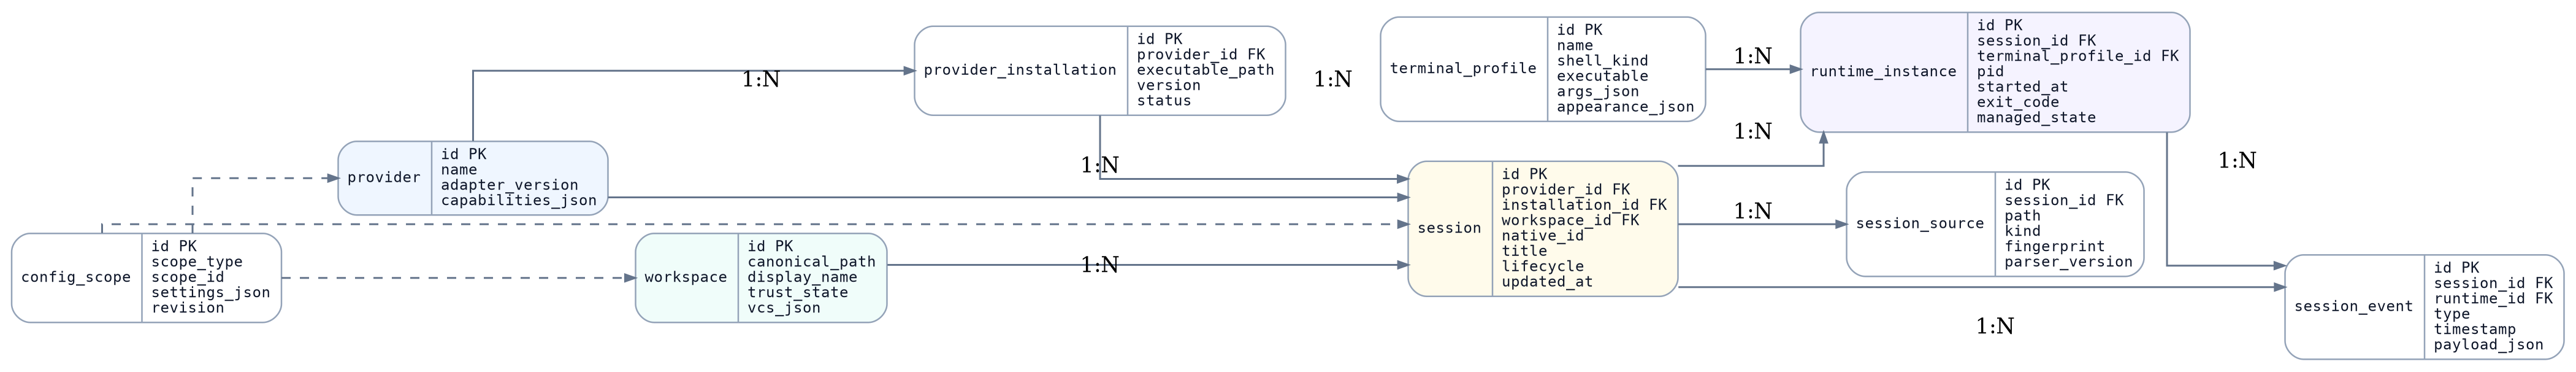 provider_installation
id PK
provider_id FK
executable_path
version
status
terminal_profile
id PK
name
shell_kind
executable
args_json
appearance_json
runtime_instance
id PK
session_id FK
terminal_profile_id FK
pid
started_at
exit_code
managed_state
1:N
1:N
1:N
1:N
provider
id PK
name
adapter_version
capabilities_json
1:N
session
id PK
provider_id FK
installation_id FK
workspace_id FK
native_id
title
lifecycle
updated_at
1:N
session_source
id PK
session_id FK
path
kind
fingerprint
parser_version
1:N
config_scope
id PK
scope_type
scope_id
settings_json
revision
workspace
id PK
canonical_path
display_name
trust_state
vcs_json
1:N
session_event
id PK
session_id FK
runtime_id FK
type
timestamp
payload_json
1:N